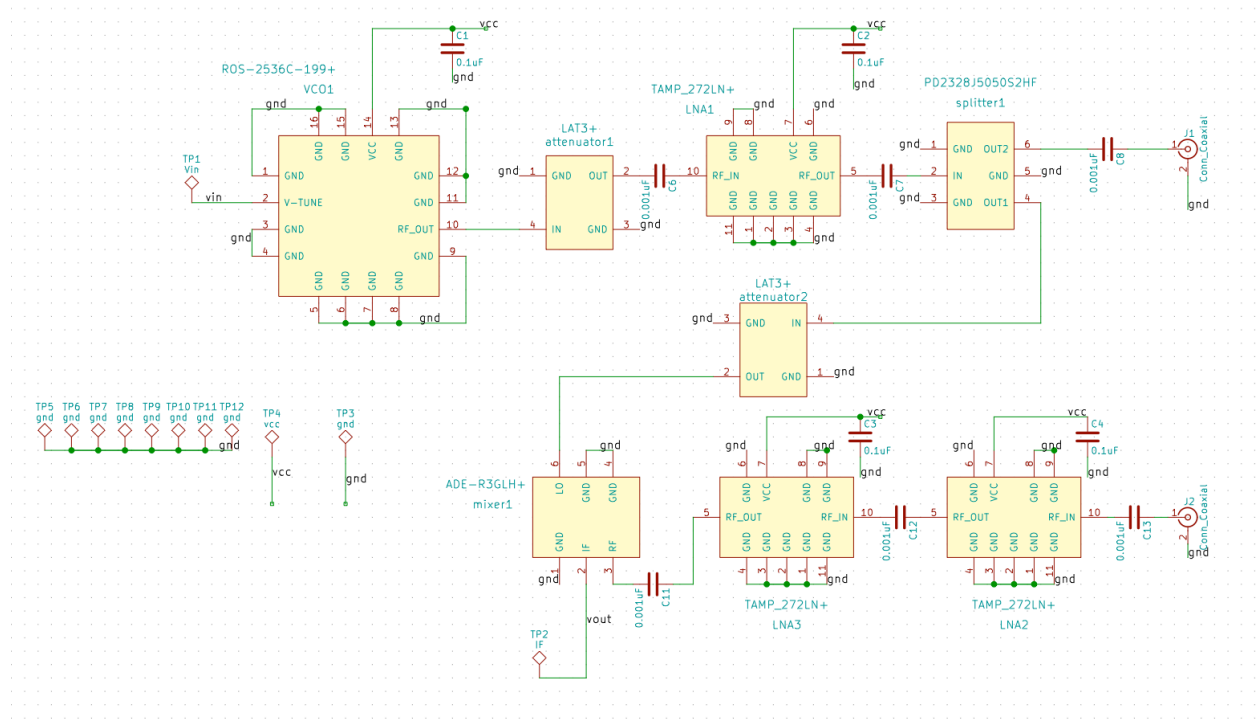 vcc
C1
0.1uF
gnd
ROS-2536C-199+
VCO1
gnd
gnd
16
15
14
13
GND
GND
VCC
GND
1
GND
GND
12
TP1
Vin
vin
2
V-TUNE
GND
11
gnd
3
GND
RF_OUT
10
4
GND
GND
9
GND
GND
GND
GND
5
6
7
8
gnd
LAT3+
attenuator1
gnd
1
GND
OUT
2
4
IN
GND
3
gnd
0.001uF
C6
vcc
C2
0.1uF
gnd
TAMP_272LN+
LNA1
gnd
gnd
9
8
7
6
GND
GND
VCC
GND
10
RF_IN
RF_OUT
5
GND
GND
GND
GND
GND
11
1
2
3
4
gnd
0.001uF
C7
PD2328J5050S2HF
splitter1
gnd
1
GND
OUT2
6
2
IN
GND
5
gnd
gnd
3
GND
OUT1
4
0.001uF
C8
J1
1
2
Conn_Coaxial
gnd
LAT3+
attenuator2
gnd
3
GND
IN
4
2
OUT
GND
1
gnd
TP5
gnd
TP6
gnd
TP7
gnd
TP8
gnd
TP9
gnd
TP10
gnd
TP11
gnd
TP12
gnd
gnd
TP4
vcc
vcc
TP3
gnd
gnd
ADE-R3GLH+
mixer1
gnd
6
5
4
LO
GND
GND
GND
IF
RF
gnd
1
2
3
vout
TP2
IF
0.001uF
C11
vcc
C3
0.1uF
gnd
gnd
gnd
6
7
8
9
GND
VCC
GND
GND
5
RF_OUT
RF_IN
10
GND
GND
GND
GND
GND
4
3
2
1
11
gnd
TAMP_272LN+
LNA3
0.001uF
C12
vcc
C4
0.1uF
gnd
gnd
gnd
6
7
8
9
GND
VCC
GND
GND
5
RF_OUT
RF_IN
10
GND
GND
GND
GND
GND
4
3
2
1
11
gnd
TAMP_272LN+
LNA2
0.001uF
C13
J2
1
2
Conn_Coaxial
gnd